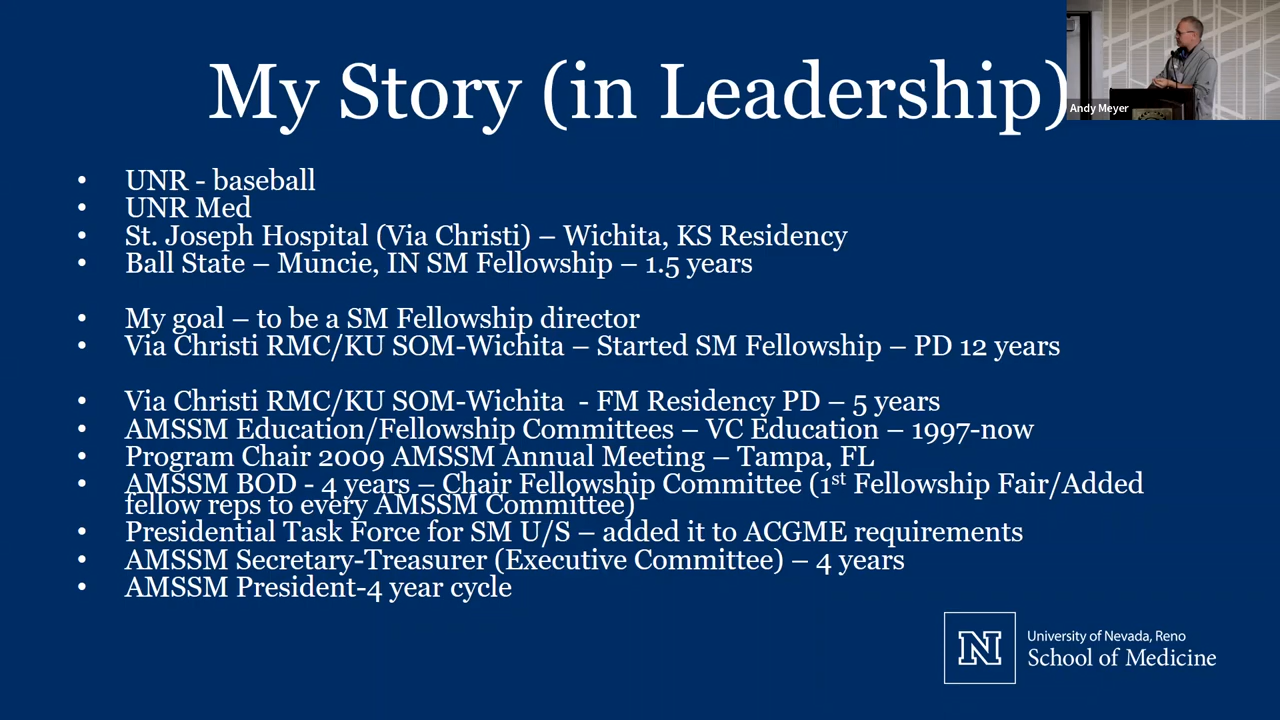 My Story (in Leadership)
Andy Meyer
• UNR - baseball
• UNR Med
• St. Joseph Hospital (Via Christi) – Wichita, KS Residency
• Ball State – Muncie, IN SM Fellowship – 1.5 years
• My goal – to be a SM Fellowship director
• Via Christi RMC/KU SOM-Wichita – Started SM Fellowship – PD 12 years
• Via Christi RMC/KU SOM-Wichita - FM Residency PD – 5 years
• AMSSM Education/Fellowship Committees – VC Education – 1997-now
• Program Chair 2009 AMSSM Annual Meeting – Tampa, FL
• AMSSM BOD - 4 years – Chair Fellowship Committee (1st Fellowship Fair/Added
fellow reps to every AMSSM Committee)
• Presidential Task Force for SM U/S – added it to ACGME requirements
• AMSSM Secretary-Treasurer (Executive Committee) – 4 years
• AMSSM President-4 year cycle
N
University of Nevada, Reno
School of Medicine